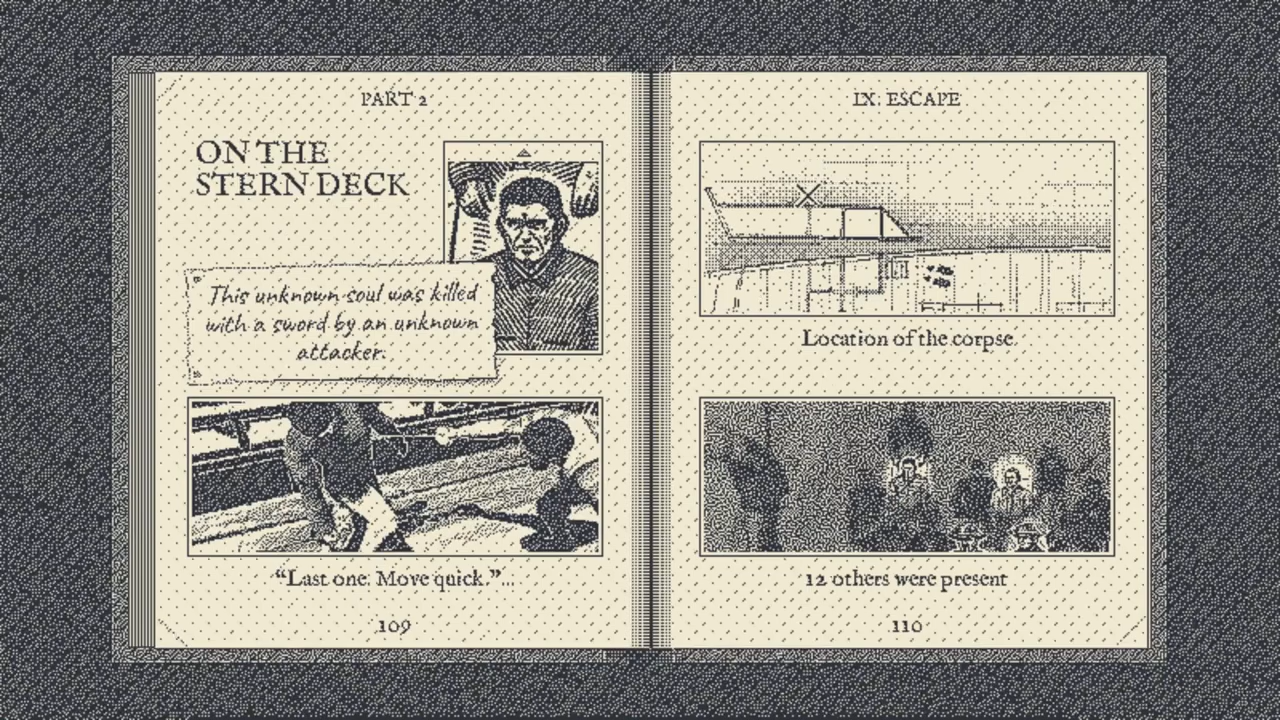 PART 2
ON THE
STERN DECK
This unknown soul was killed
with a sword by an unknown
attacker.
“Last one. Move quick.”...
109
IX: ESCAPE
Location of the corpse
12 others were present
110